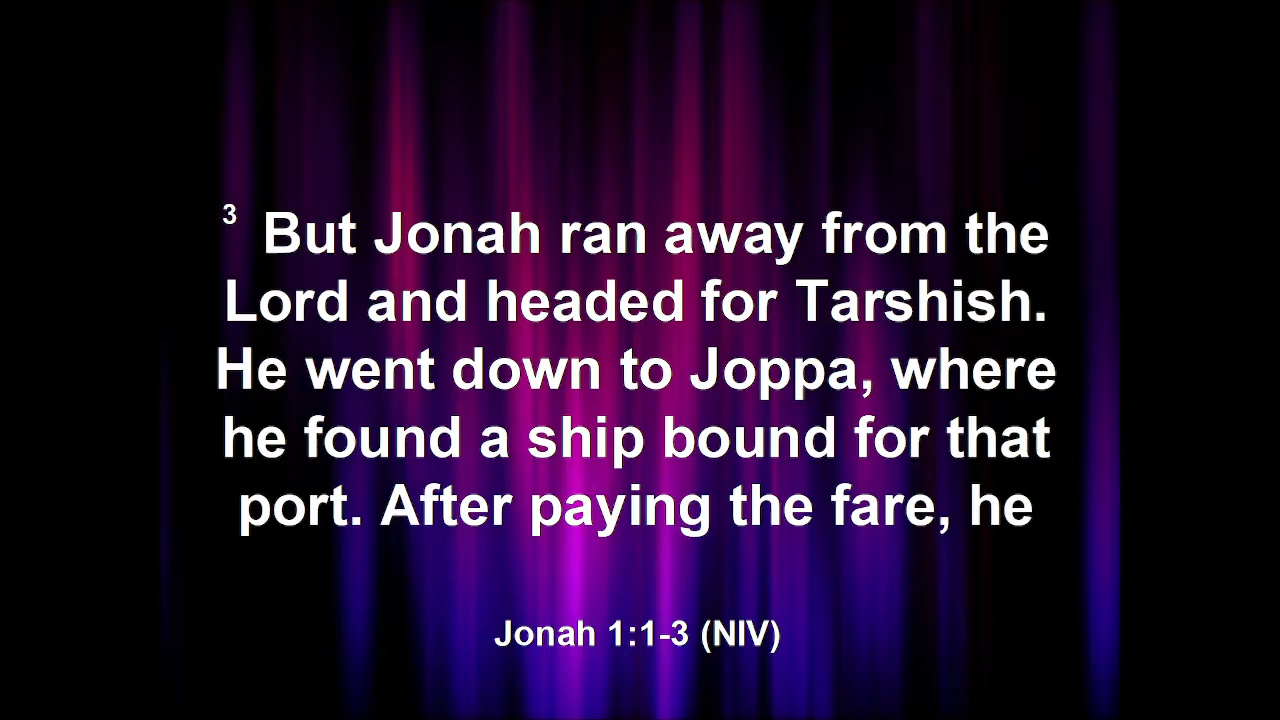 3 But Jonah ran away from the
Lord and headed for Tarshish.
He went down to Joppa, where
he found a ship bound for that
port. After paying the fare, he
Jonah 1:1-3 (NIV)